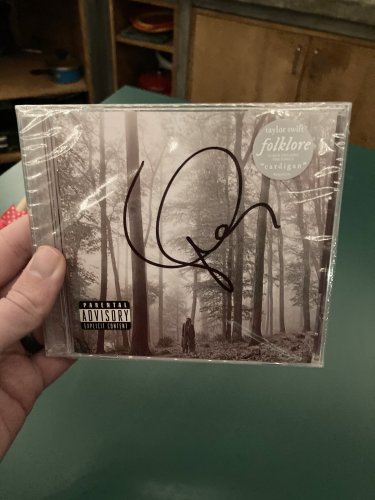 taylor swift
folklore
"cardigan"
PARENTAL
ADVISORY
EXPLICIT CONTENT